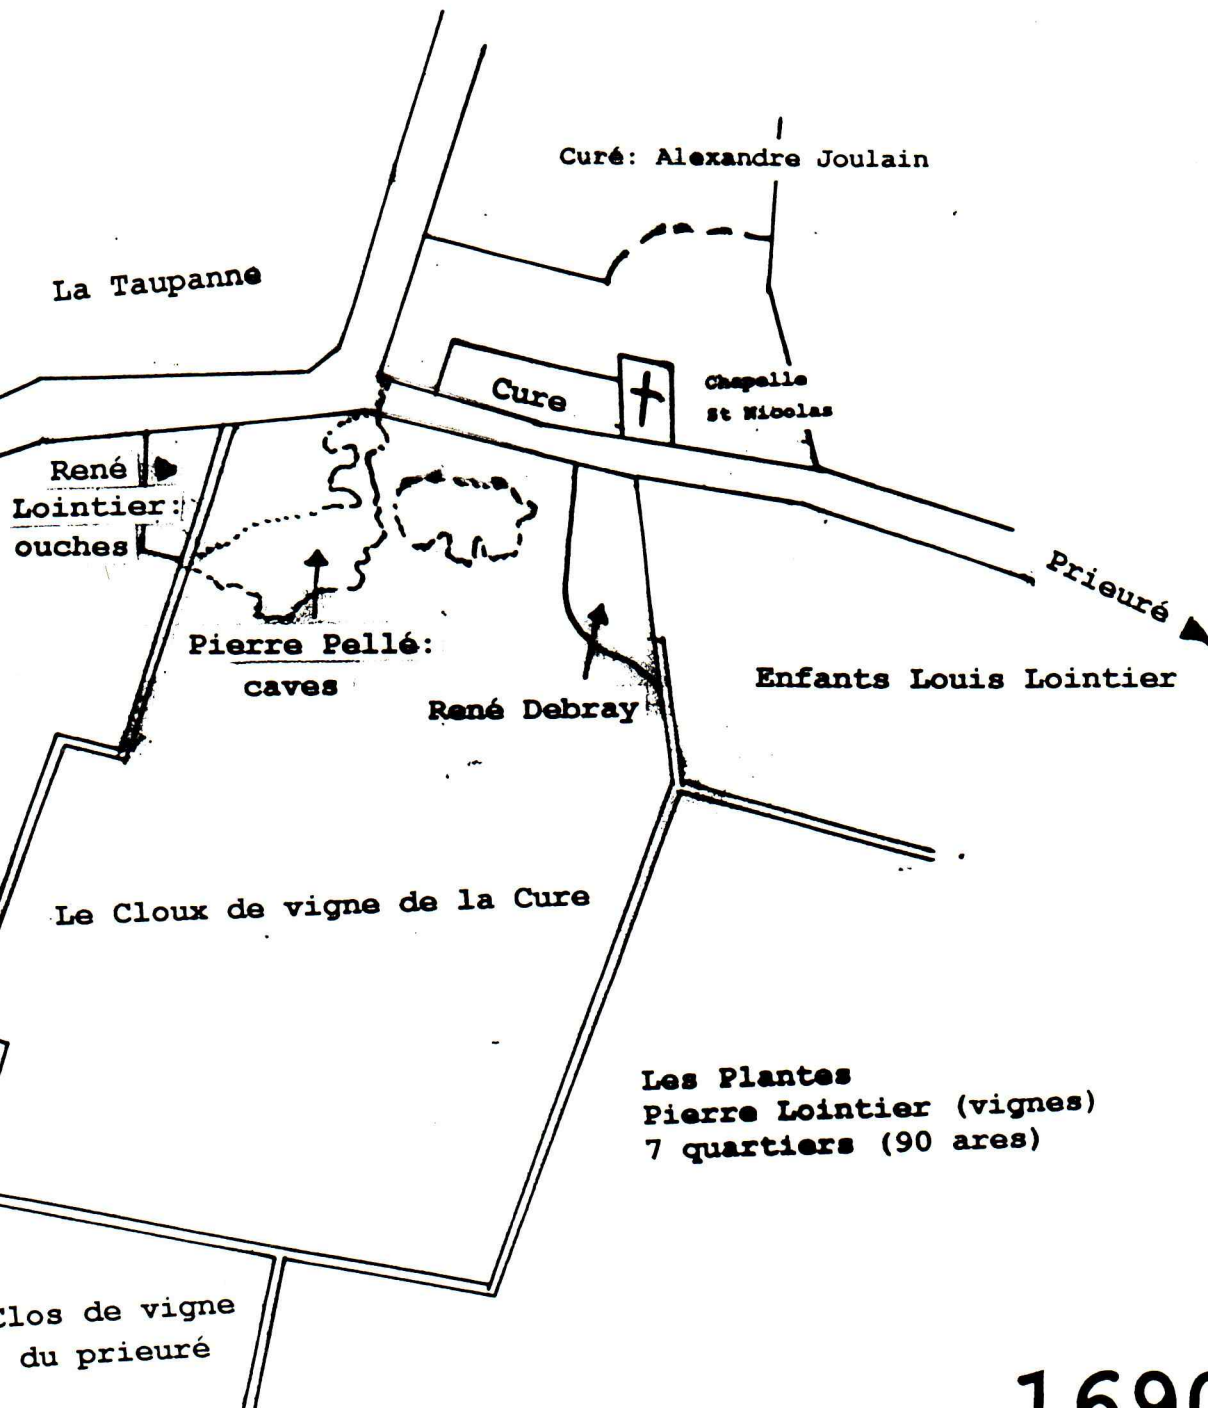 Curé: Alexandre Joulain
La Taupanne
Cure
Chapelle
St Nicolas
René
Lointier:
ouches
Prieuré
Pierre Pellé:
caves
René Debray
Enfants Louis Lointier
Le Cloux de vigne de la Cure
Les Plantes
Pierre Lointier (vignes)
7 quartiers (90 ares)
Clos de vigne
du prieuré
1690